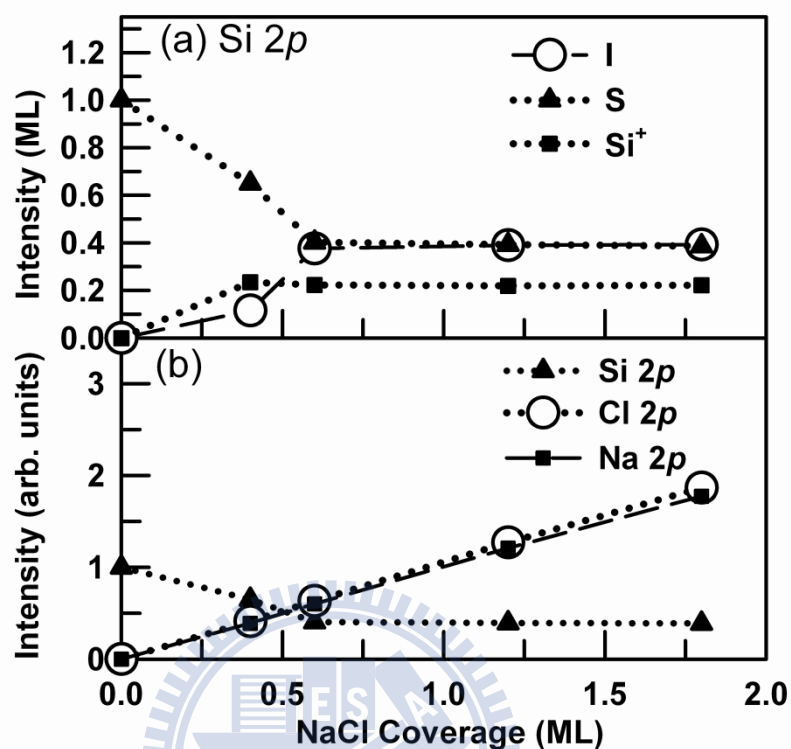 (a) Si 2p
I
S
Si⁺
Intensity (ML)
1.2
1.0
0.8
0.6
0.4
0.2
0.0
(b)
Si 2p
Cl 2p
Na 2p
Intensity (arb. units)
3
2
1
0
0.0 0.5 1.0 1.5 2.0
NaCl Coverage (ML)
E S A